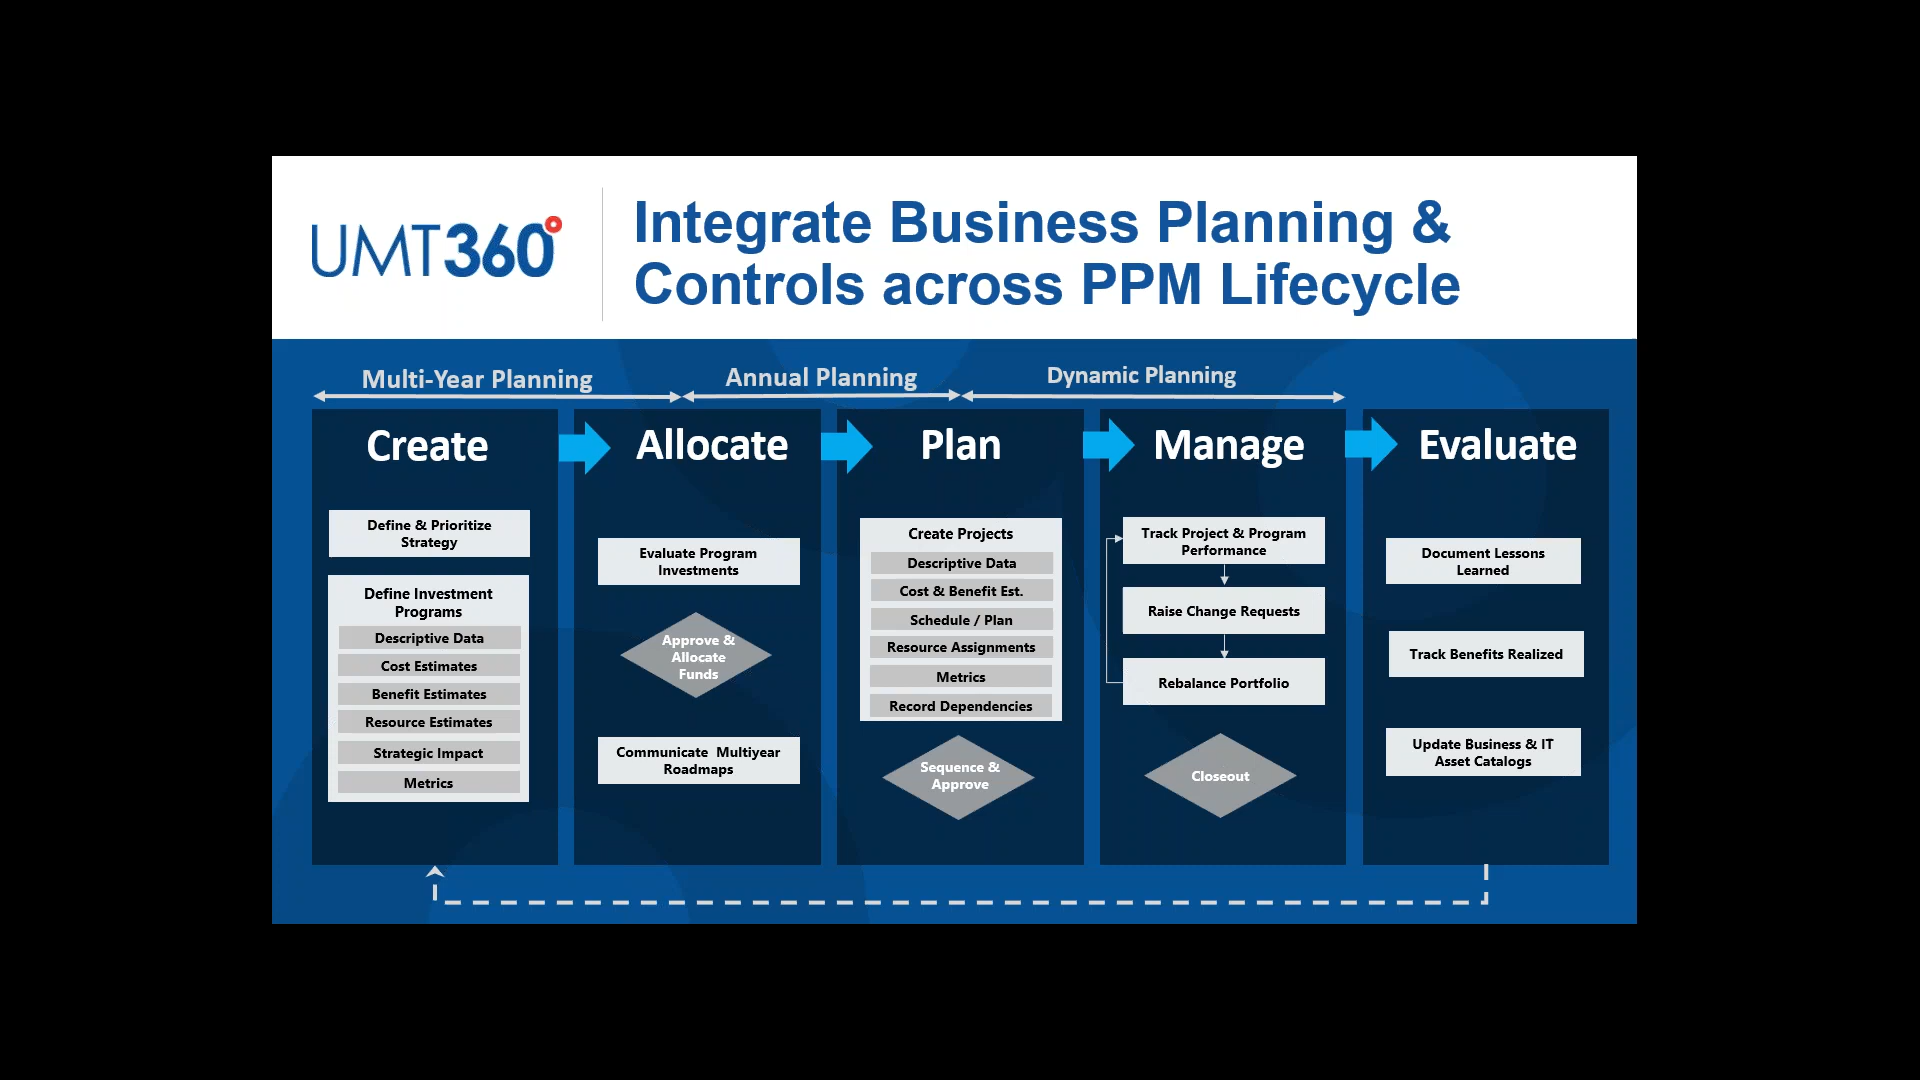 UMT360
Integrate Business Planning &
Controls across PPM Lifecycle
Multi-Year Planning
Annual Planning
Dynamic Planning
Create
Define & Prioritize
Strategy
Define Investment
Programs
Descriptive Data
Cost Estimates
Benefit Estimates
Resource Estimates
Strategic Impact
Metrics
Allocate
Evaluate Program
Investments
Approve &
Allocate
Funds
Communicate Multiyear
Roadmaps
Plan
Create Projects
Descriptive Data
Cost & Benefit Est.
Schedule / Plan
Resource Assignments
Metrics
Record Dependencies
Sequence &
Approve
Manage
Track Project & Program
Performance
Raise Change Requests
Rebalance Portfolio
Closeout
Evaluate
Document Lessons
Learned
Track Benefits Realized
Update Business & IT
Asset Catalogs